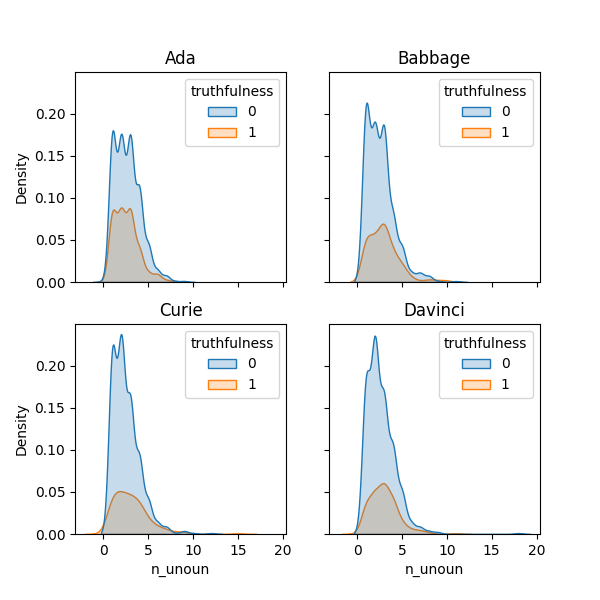 Ada
Babbage
Density
0.20
0.15
0.10
0.05
0.00
truthfulness
0
1
truthfulness
0
1
Curie
Davinci
Density
0.20
0.15
0.10
0.05
0.00
truthfulness
0
1
truthfulness
0
1
0 5 10 15 20
n_unoun
0 5 10 15 20
n_unoun